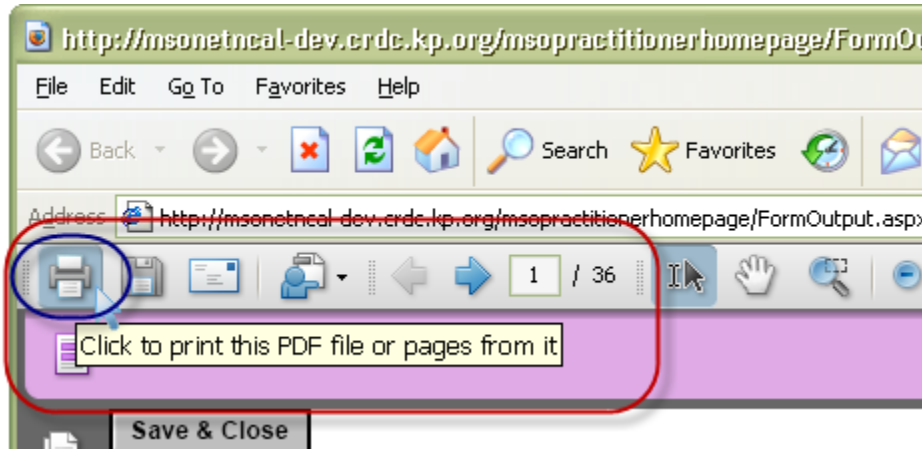 http://msonetncal-dev.crdc.kp.org/msopractitionerhomepage/FormO
File Edit Go To Favorites Help
Back Search Favorites
Address http://msonetncal-dev.crdc.kp.org/msopractitionerhomepage/FormOutput.aspx
1 / 36
Click to print this PDF file or pages from it
Save & Close